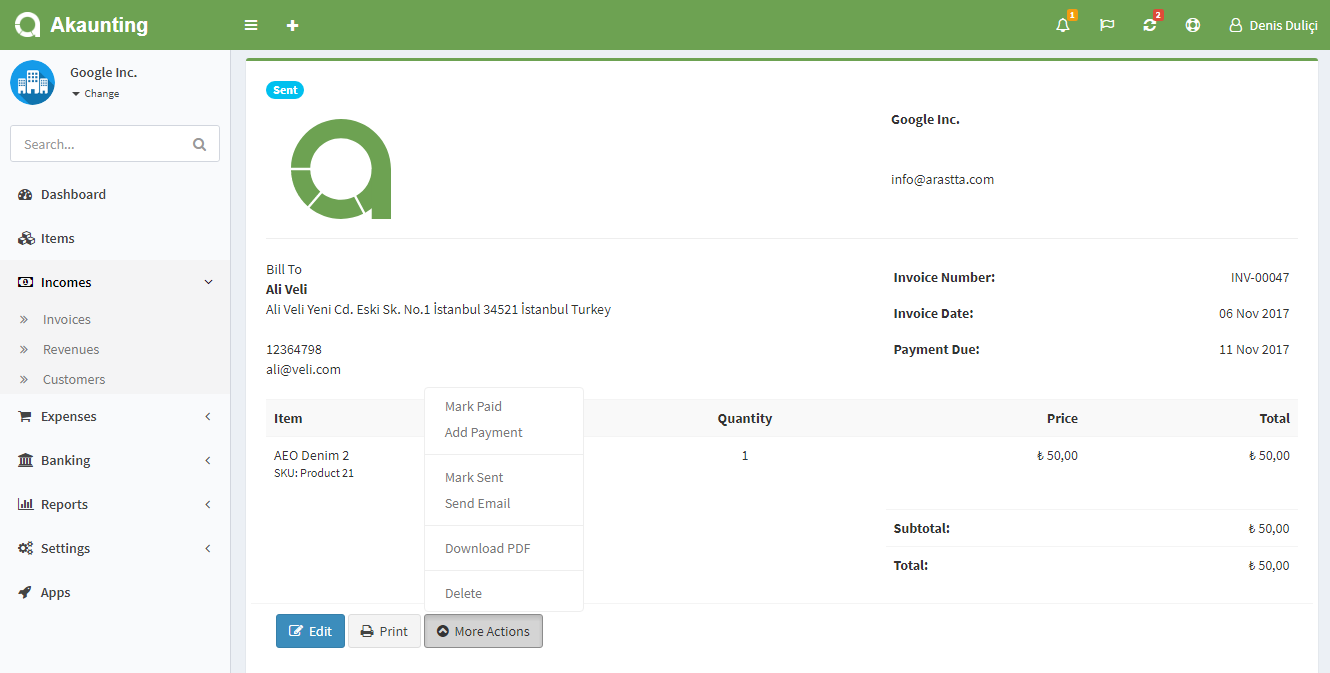 Akaunting
1
2
Denis Duliçi
Google Inc.
Change
Search...
Dashboard
Items
Incomes
Invoices
Revenues
Customers
Expenses
Banking
Reports
Settings
Apps
Sent
Google Inc.
info@arastta.com
Bill To
Ali Veli
Ali Veli Yeni Cd. Eski Sk. No.1 İstanbul 34521 İstanbul Turkey
12364798
ali@veli.com
Invoice Number: INV-00047
Invoice Date: 06 Nov 2017
Payment Due: 11 Nov 2017
Item Quantity Price Total
AEO Denim 2 1 ₺ 50,00 ₺ 50,00
SKU: Product 21
Subtotal: ₺ 50,00
Total: ₺ 50,00
Mark Paid
Add Payment
Mark Sent
Send Email
Download PDF
Delete
Edit Print More Actions